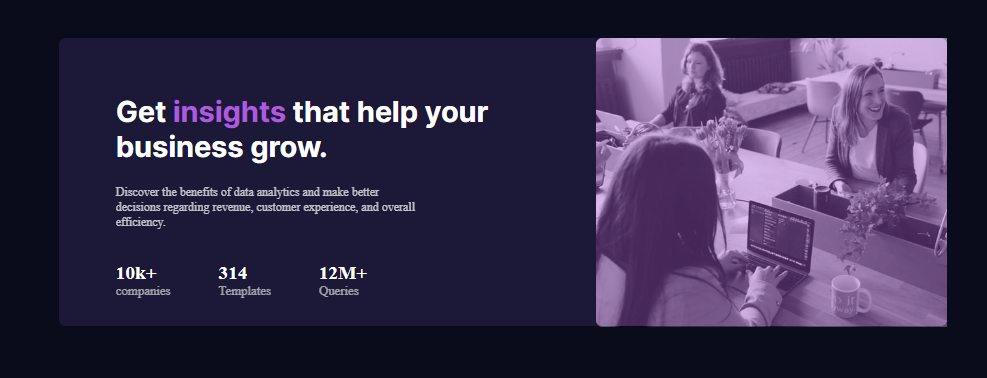 Get insights that help your
business grow.
Discover the benefits of data analytics and make better
decisions regarding revenue, customer experience, and overall
efficiency.
10k+ 314 12M+
companies Templates Queries